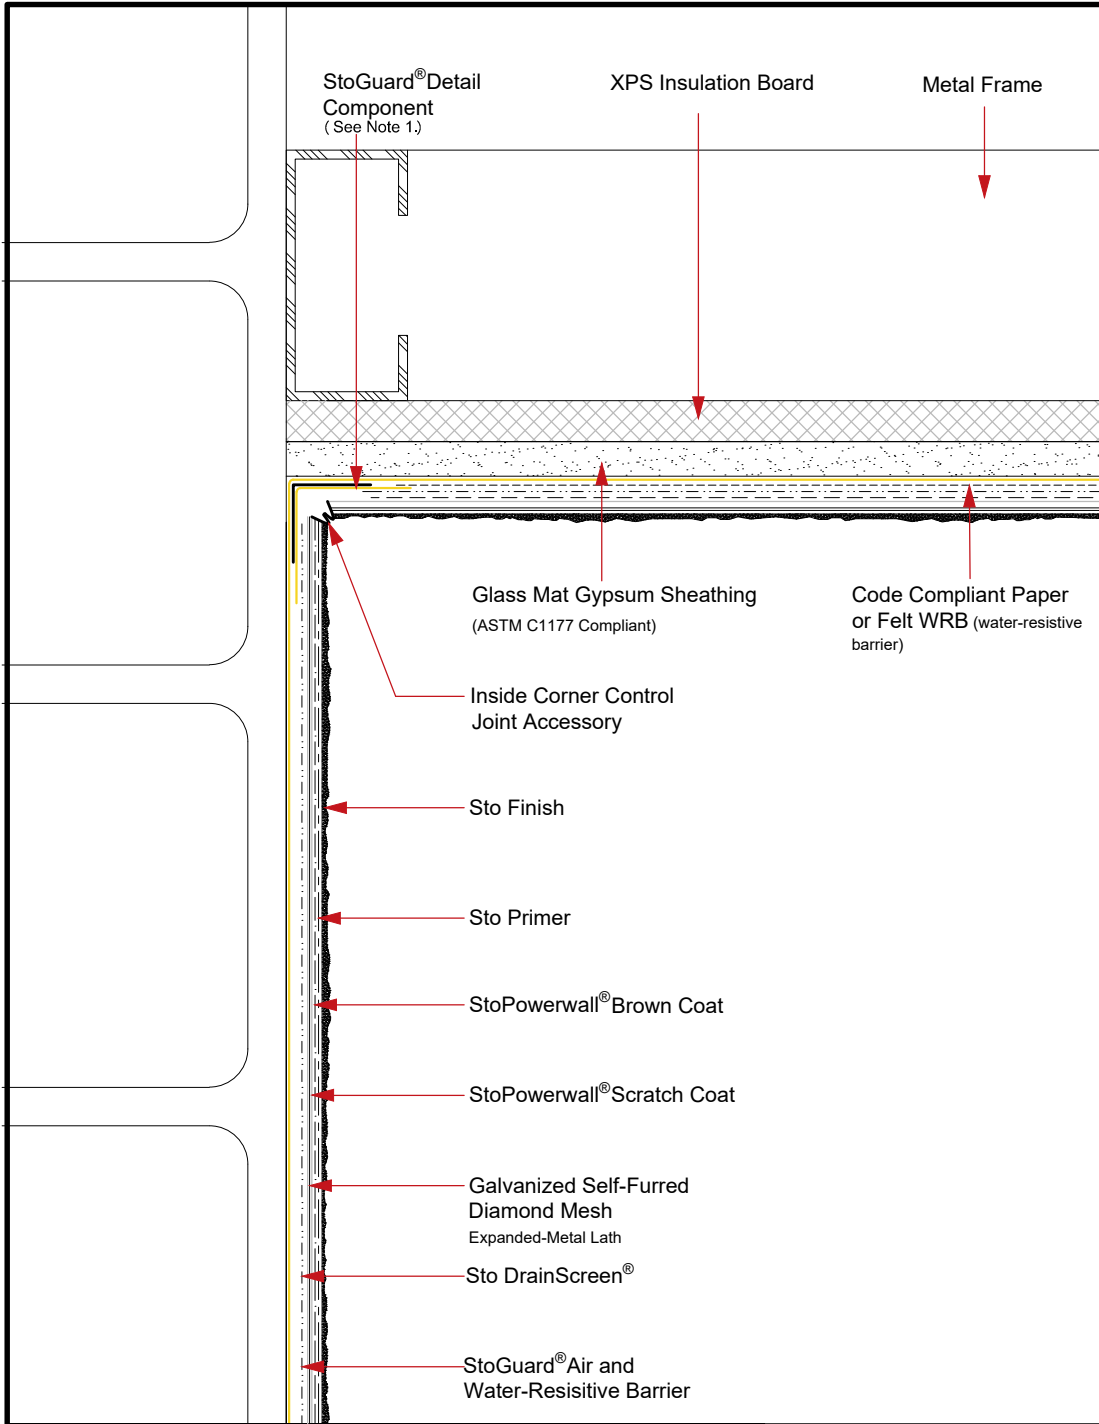 StoGuard® Detail
Component
( See Note 1.)
XPS Insulation Board
Metal Frame
Glass Mat Gypsum Sheathing
(ASTM C1177 Compliant)
Code Compliant Paper
or Felt WRB (water-resistive
barrier)
Inside Corner Control
Joint Accessory
Sto Finish
Sto Primer
StoPowerwall® Brown Coat
StoPowerwall® Scratch Coat
Galvanized Self-Furred
Diamond Mesh
Expanded-Metal Lath
Sto DrainScreen®
StoGuard® Air and
Water-Resisitive Barrier